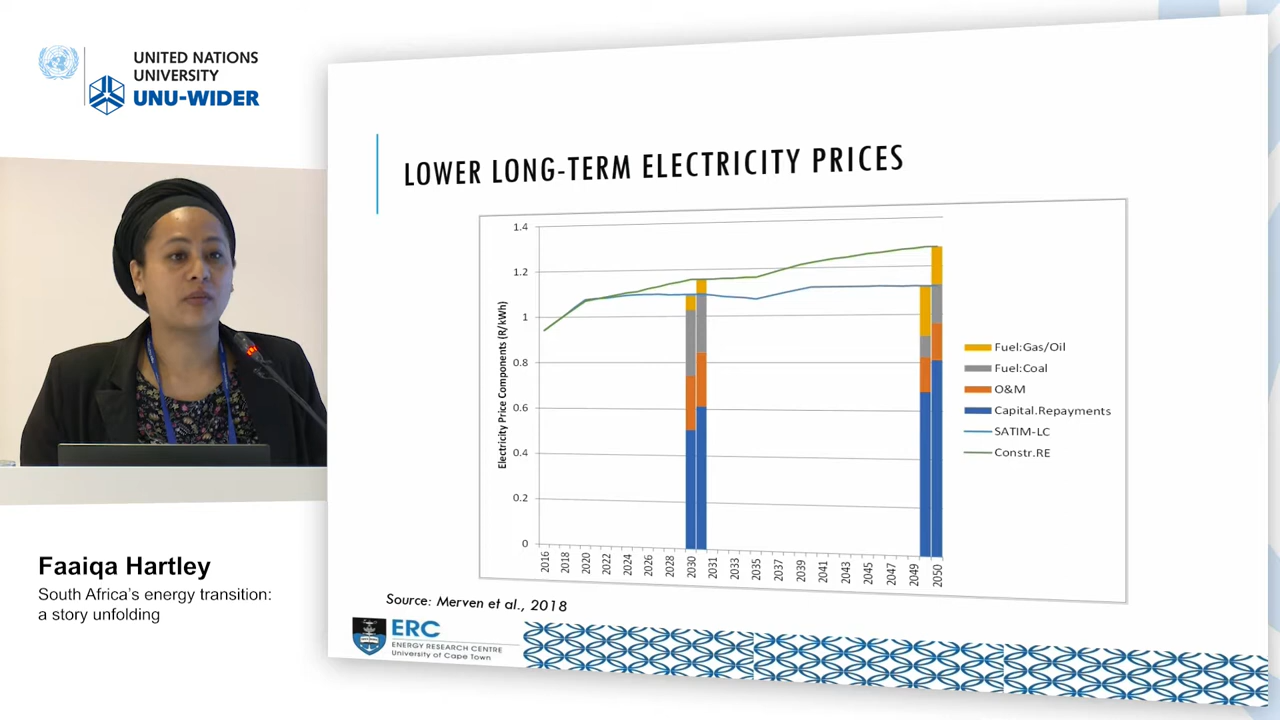 UNITED NATIONS
UNIVERSITY
UNU-WIDER
LOWER LONG-TERM ELECTRICITY PRICES
Electricity Price Components (R/kWh)
1.4
1.2
1
0.8
0.6
0.4
0.2
0
2016
2018
2020
2022
2024
2026
2028
2030
2031
2033
2035
2037
2039
2041
2043
2045
2047
2049
2050
Fuel:Gas/Oil
Fuel:Coal
O&M
Capital.Repayments
SATIM-LC
Constr.RE
Source: Merven et al., 2018
ERC
ENERGY RESEARCH CENTRE
University of Cape Town
Faaiqa Hartley
South Africa's energy transition:
a story unfolding